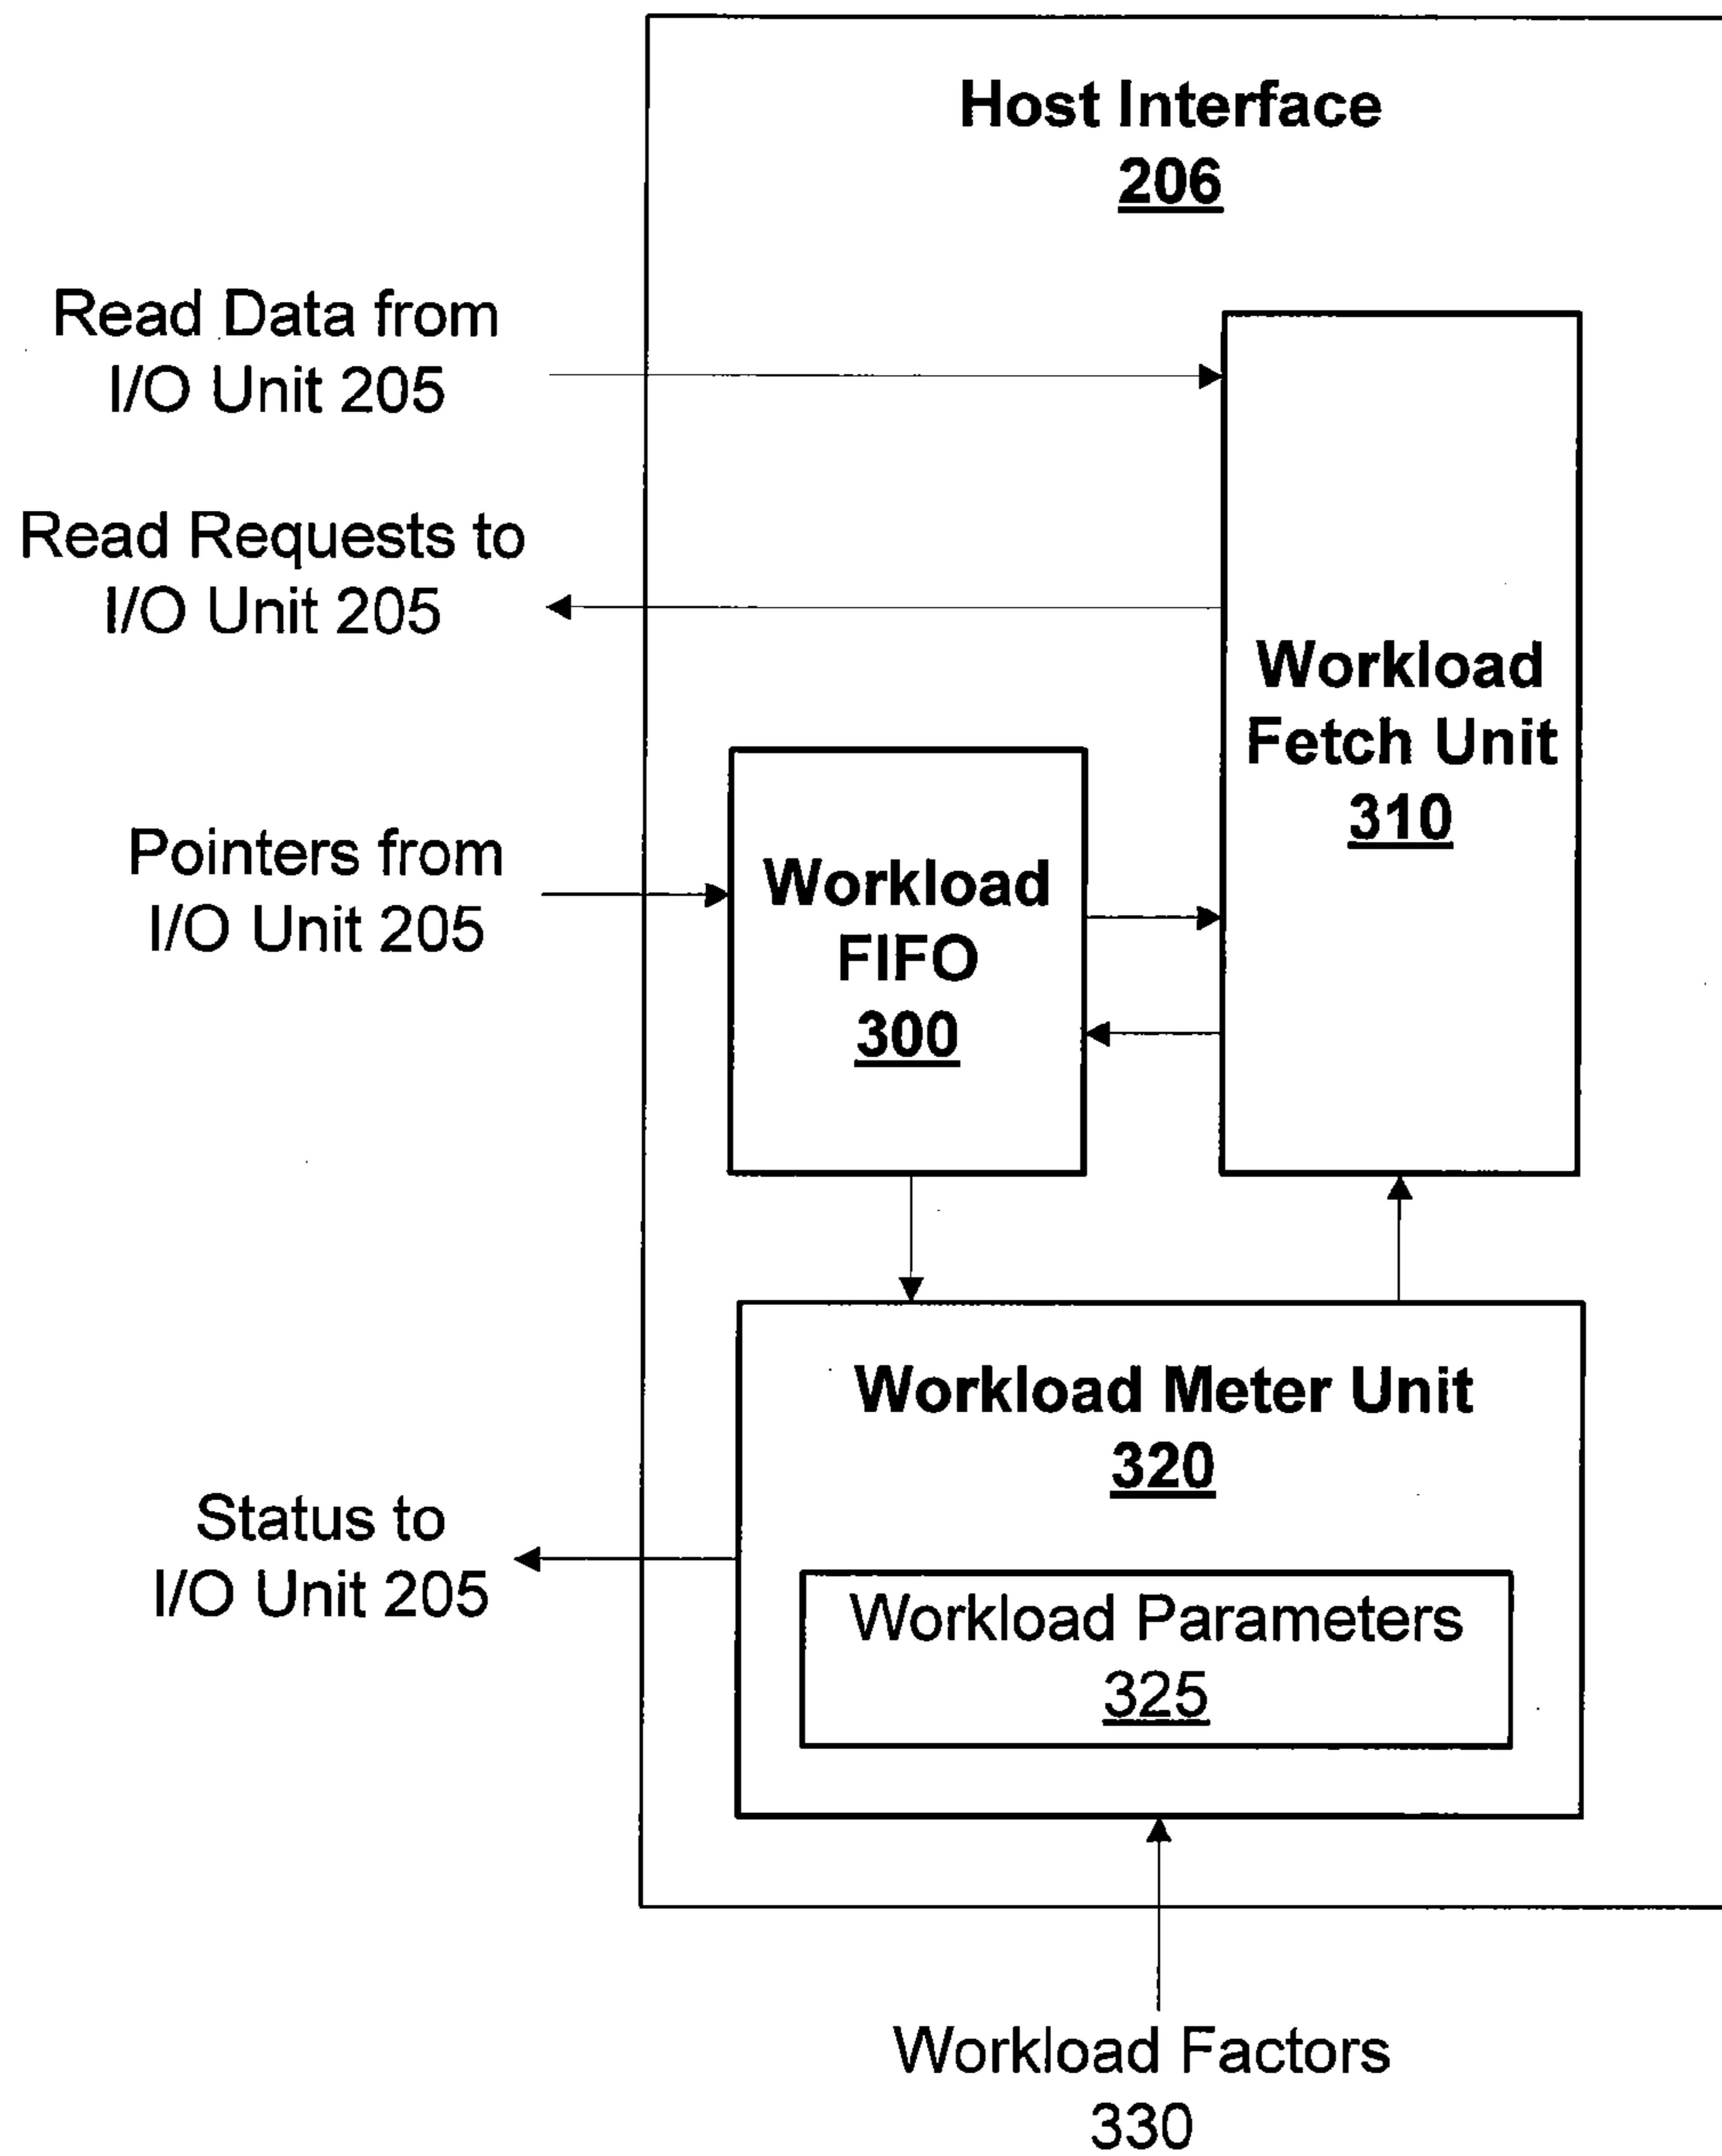 Host Interface
206
Read Data from
I/O Unit 205
Read Requests to
I/O Unit 205
Workload
Fetch Unit
310
Pointers from
I/O Unit 205
Workload
FIFO
300
Workload Meter Unit
320
Status to
I/O Unit 205
Workload Parameters
325
Workload Factors
330